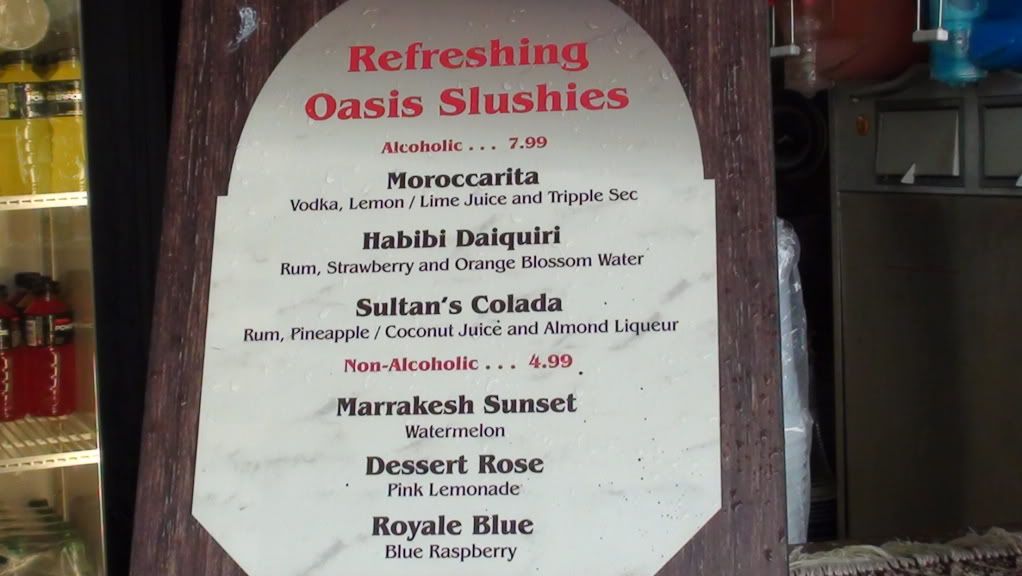 Refreshing
Oasis Slushies
Alcoholic . . . 7.99
Moroccarita
Vodka, Lemon / Lime Juice and Tripple Sec
Habibi Daiquiri
Rum, Strawberry and Orange Blossom Water
Sultan's Colada
Rum, Pineapple / Coconut Juice and Almond Liqueur
Non-Alcoholic . . . 4.99
Marrakesh Sunset
Watermelon
Dessert Rose
Pink Lemonade
Royale Blue
Blue Raspberry